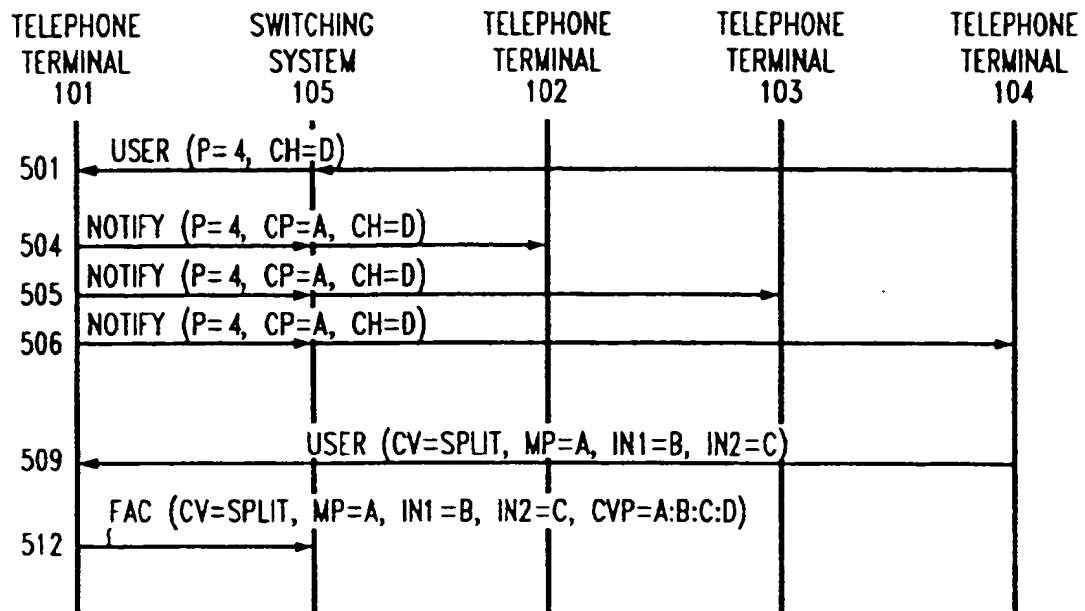 TELEPHONE TERMINAL 101
SWITCHING SYSTEM 105
TELEPHONE TERMINAL 102
TELEPHONE TERMINAL 103
TELEPHONE TERMINAL 104
USER (P=4, CH=D)
501
NOTIFY (P=4, CP=A, CH=D)
504
NOTIFY (P=4, CP=A, CH=D)
505
NOTIFY (P=4, CP=A, CH=D)
506
USER (CV=SPLIT, MP=A, IN1=B, IN2=C)
509
FAC (CV=SPLIT, MP=A, IN1=B, IN2=C, CVP=A:B:C:D)
512